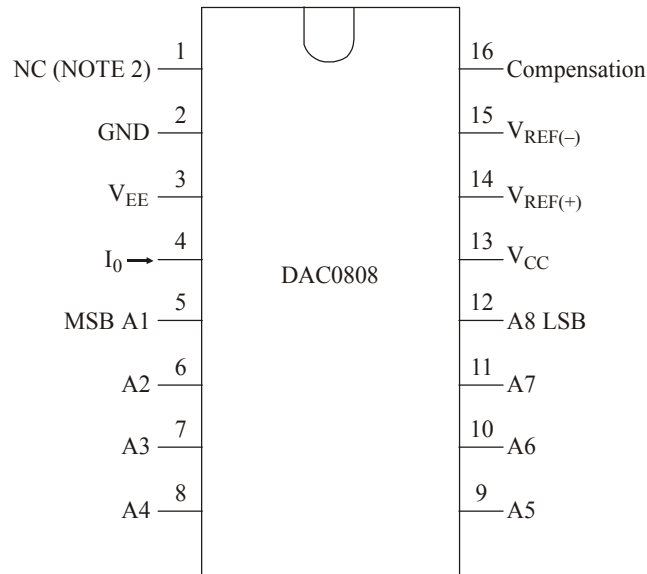 1
NC (NOTE 2)
2
GND
3
VEE
4
I0
5
MSB A1
6
A2
7
A3
8
A4
DAC0808
16
Compensation
15
VREF(–)
14
VREF(+)
13
VCC
12
A8 LSB
11
A7
10
A6
9
A5